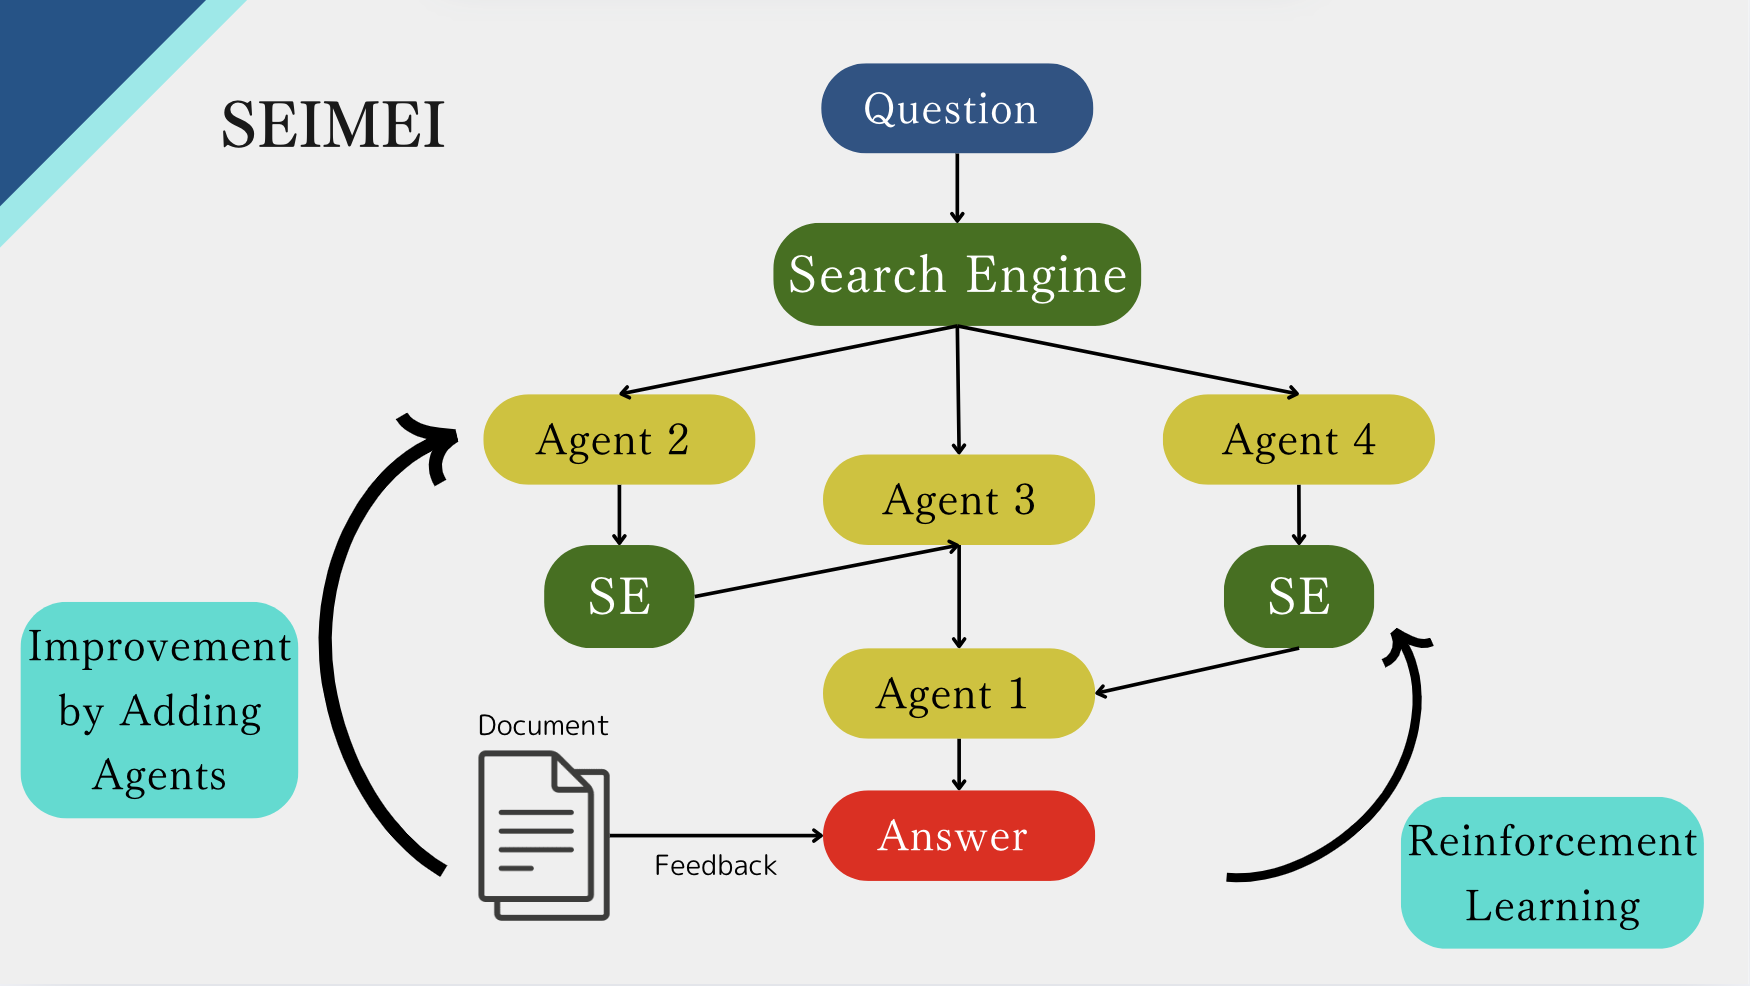 SEIMEI
Question
Search Engine
Agent 2
Agent 3
Agent 4
SE
SE
Agent 1
Improvement
by Adding
Agents
Document
Feedback
Answer
Reinforcement
Learning